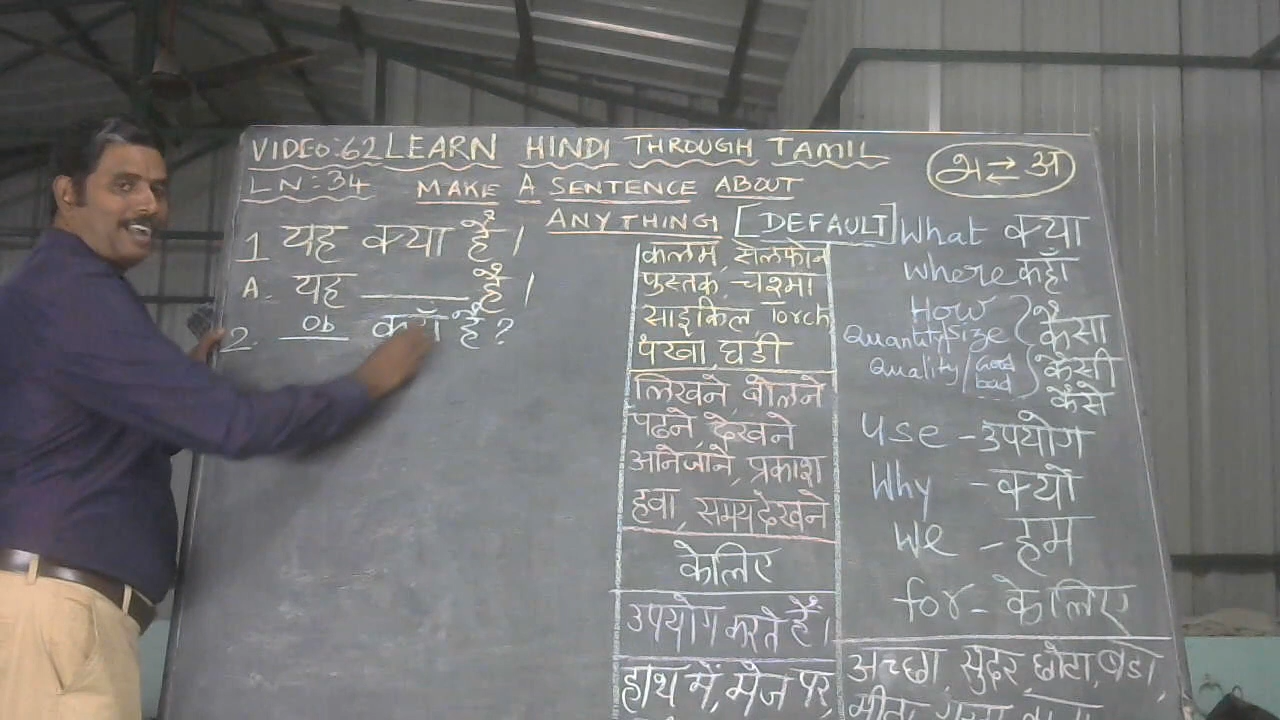 VIDEO:62 LEARN HINDI THROUGH TAMIL
அ ⇄ अ
LN:34 MAKE A SENTENCE ABOUT
ANYTHING [DEFAULT]
1 यह क्या है।
A. यह ______ है।
2. Ob कहाँ है?
कलम, सेलफोन
पुस्तक, चश्मा
साइकिल, Torch
पंखा, घडी
लिखने, बोलने
पढने, देखने
आनेजाने, प्रकाश
हवा, समय देखने
केलिए
उपयोग करते हैं।
हाथ में, मेज पर,
What क्या
where कहाँ
How
Quantity/size कैसा
Quality/(Good bad) कैसी
कैसे
use - उपयोग
Why - क्यों
We - हम
for - केलिए
अच्छा, सुदर, छोटा, बडा,